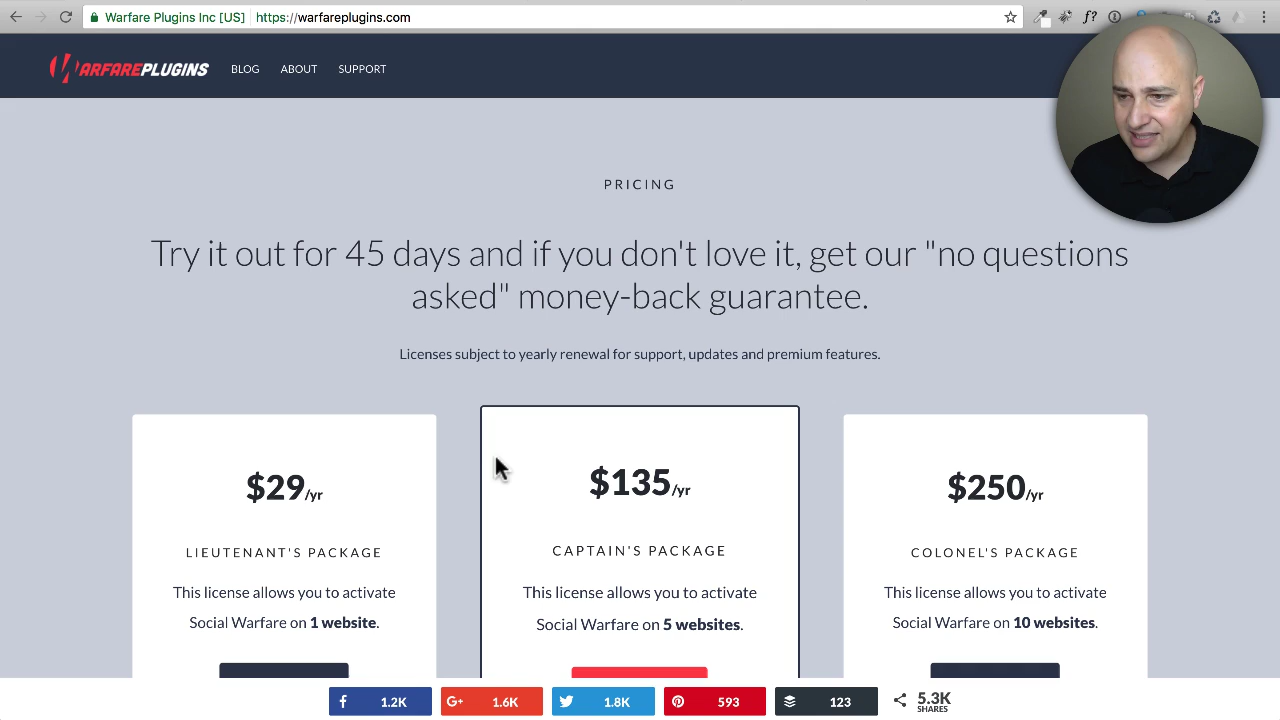 Warfare Plugins Inc [US] https://warfareplugins.com
f?
WARFAREPLUGINS BLOG ABOUT SUPPORT
PRICING
Try it out for 45 days and if you don't love it, get our "no questions
asked" money-back guarantee.
Licenses subject to yearly renewal for support, updates and premium features.
$29/yr
LIEUTENANT'S PACKAGE
This license allows you to activate
Social Warfare on 1 website.
$135/yr
CAPTAIN'S PACKAGE
This license allows you to activate
Social Warfare on 5 websites.
$250/yr
COLONEL'S PACKAGE
This license allows you to activate
Social Warfare on 10 websites.
1.2K G+ 1.6K 1.8K 593 123 5.3K
SHARES